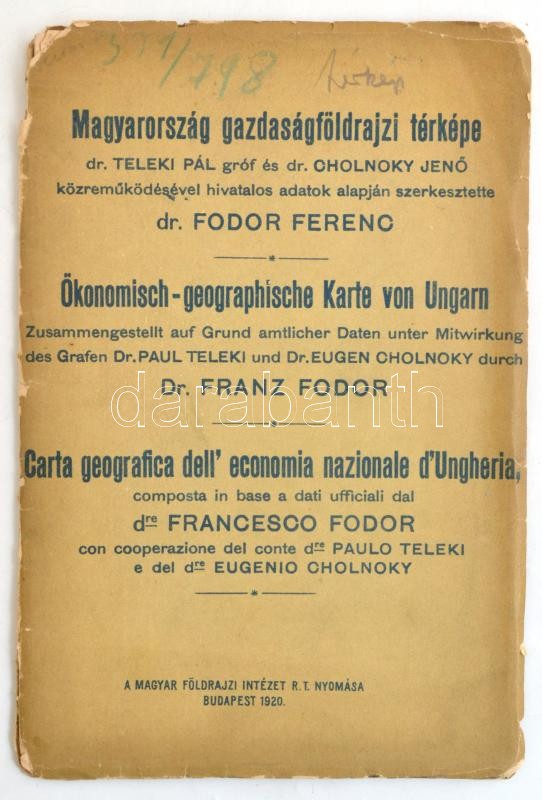 371/798 térkép
Magyarország gazdaságföldrajzi térképe
dr. TELEKI PÁL gróf és dr. CHOLNOKY JENŐ
közreműködésével hivatalos adatok alapján szerkesztette
dr. FODOR FERENC
Ökonomisch-geographische Karte von Ungarn
Zusammengestellt auf Grund amtlicher Daten unter Mitwirkung
des Grafen Dr. PAUL TELEKI und Dr. EUGEN CHOLNOKY durch
Dr. FRANZ FODOR
darabanth
Carta geografica dell' economia nazionale d'Ungheria,
composta in base a dati ufficiali dal
dre FRANCESCO FODOR
con cooperazione del conte dre PAULO TELEKI
e del dre EUGENIO CHOLNOKY
A MAGYAR FÖLDRAJZI INTÉZET R. T. NYOMÁSA
BUDAPEST 1920.